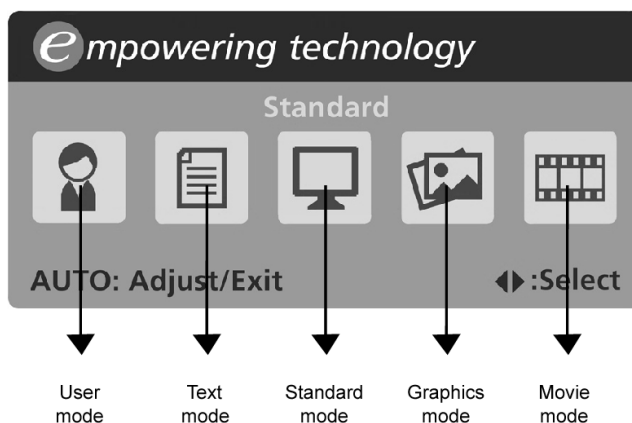 empowering technology
Standard
AUTO: Adjust/Exit
:Select
User mode
Text mode
Standard mode
Graphics mode
Movie mode